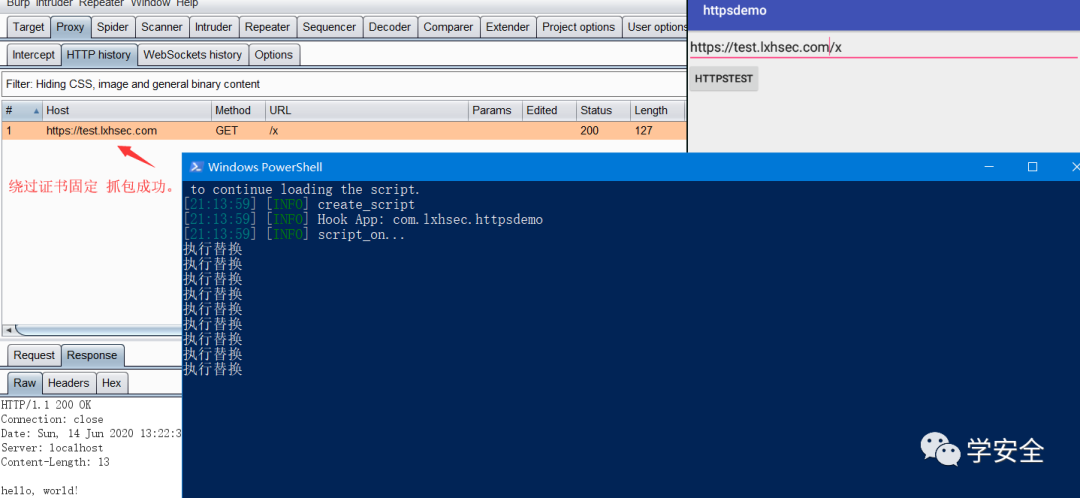 Burp Intruder Repeater Window Help
Target Proxy Spider Scanner Intruder Repeater Sequencer Decoder Comparer Extender Project options User options
Intercept HTTP history WebSockets history Options
Filter: Hiding CSS, image and general binary content
# Host Method URL Params Edited Status Length
1 https://test.lxhsec.com GET /x 200 127
绕过证书固定 抓包成功。
httpsdemo
https://test.lxhsec.com/x
HTTPSTEST
Windows PowerShell
to continue loading the script.
[21:13:59] [INFO] create_script
[21:13:59] [INFO] Hook App: com.lxhsec.httpsdemo
[21:13:59] [INFO] script_on...
执行替换
执行替换
执行替换
执行替换
执行替换
执行替换
执行替换
执行替换
执行替换
Request Response
Raw Headers Hex
HTTP/1.1 200 OK
Connection: close
Date: Sun, 14 Jun 2020 13:22:3
Server: localhost
Content-Length: 13
hello, world!
学安全